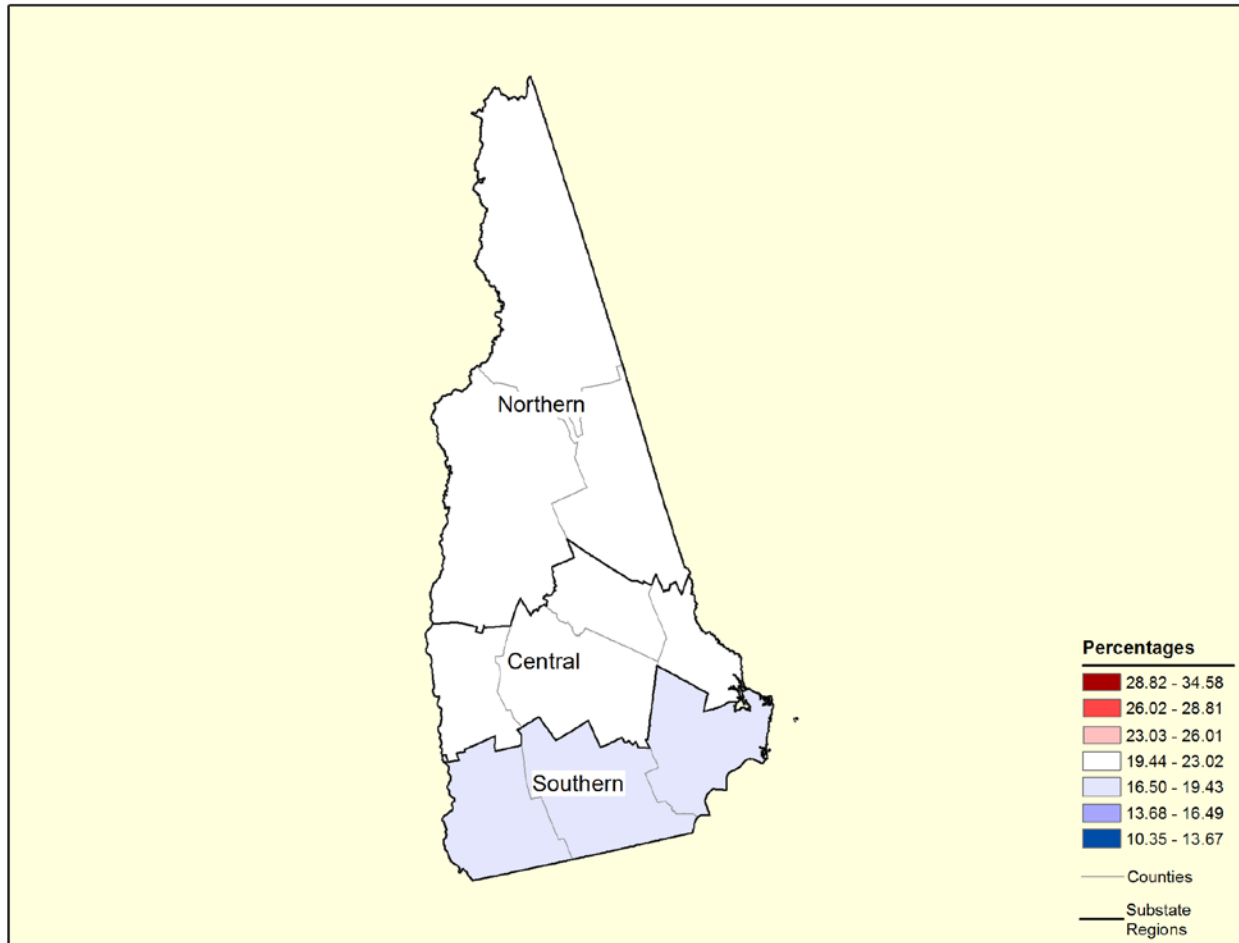 Northern
Central
Southern
Percentages
28.82 - 34.58
26.02 - 28.81
23.03 - 26.01
19.44 - 23.02
16.50 - 19.43
13.68 - 16.49
10.35 - 13.67
Counties
Substate
Regions